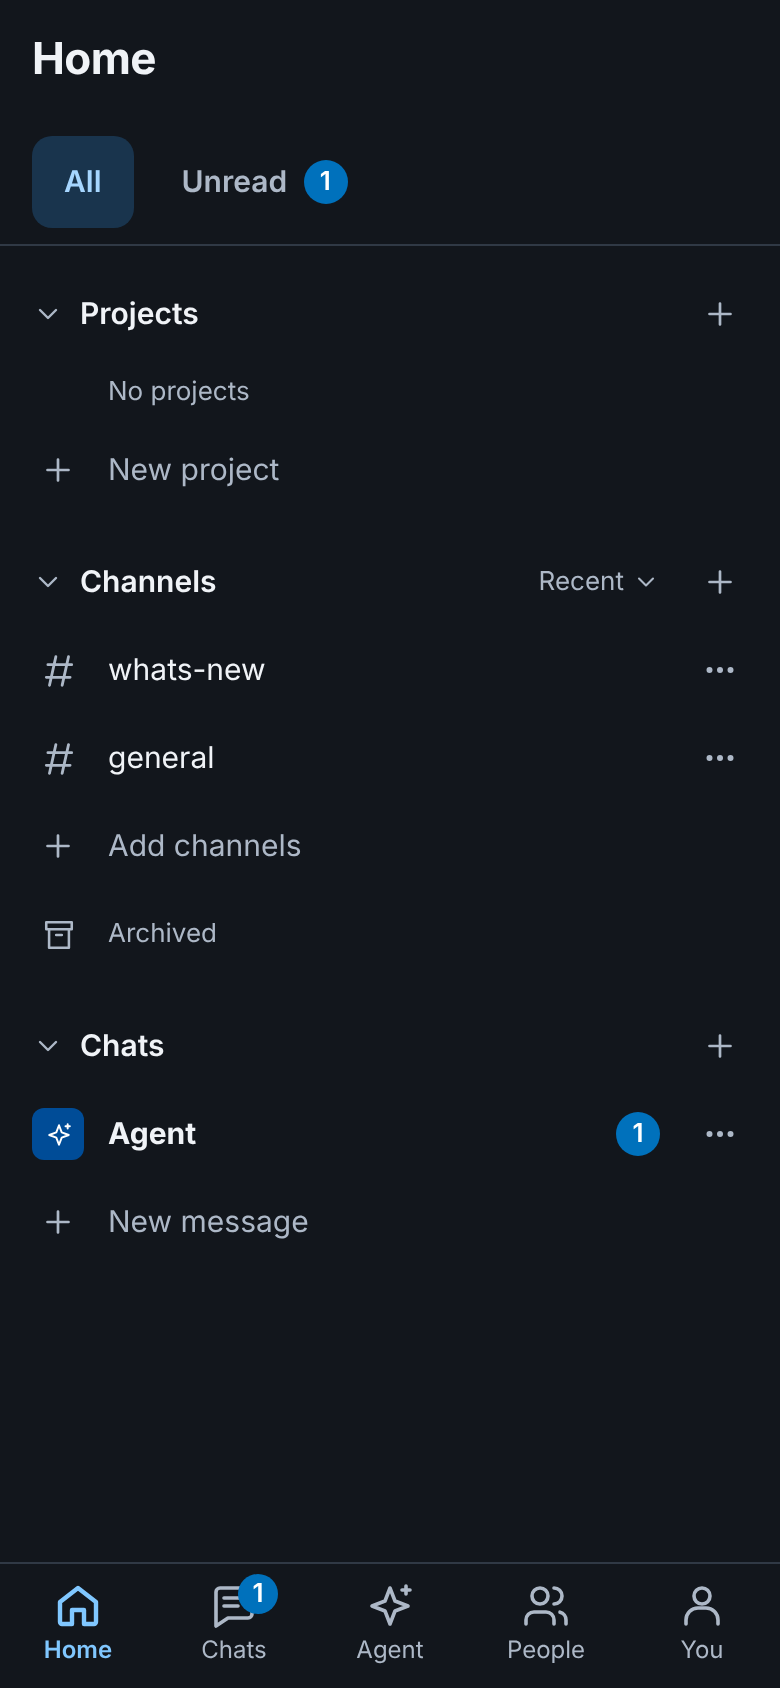 Home
All
Unread 1
Projects
No projects
New project
Channels
Recent
whats-new
general
Add channels
Archived
Chats
Agent 1
New message
1
Home Chats Agent People You